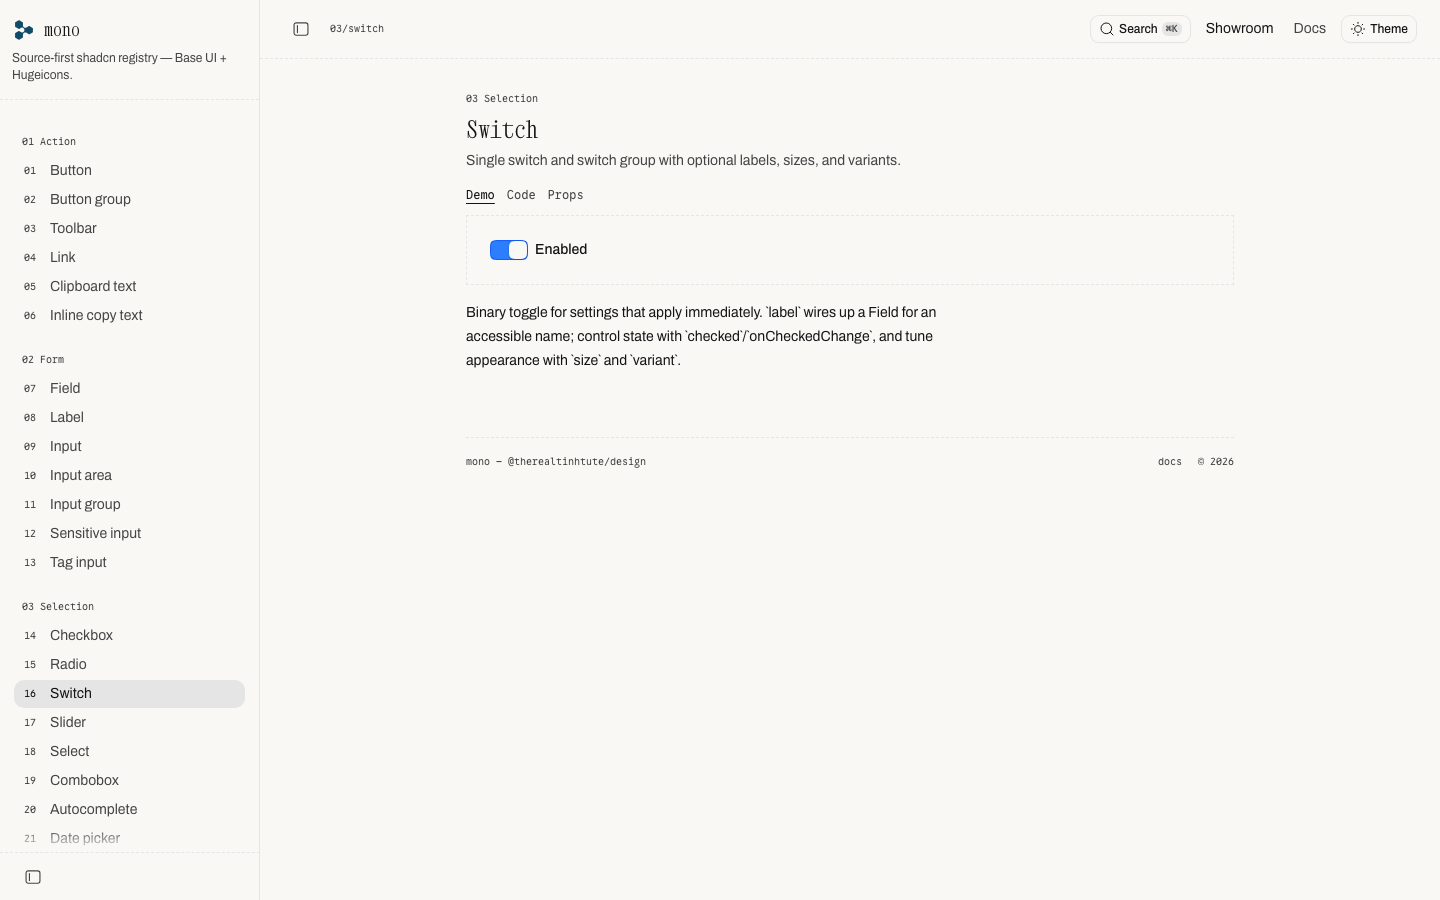 mono
Source-first shadcn registry — Base UI +
Hugeicons.
01 Action
01 Button
02 Button group
03 Toolbar
04 Link
05 Clipboard text
06 Inline copy text
02 Form
07 Field
08 Label
09 Input
10 Input area
11 Input group
12 Sensitive input
13 Tag input
03 Selection
14 Checkbox
15 Radio
16 Switch
17 Slider
18 Select
19 Combobox
20 Autocomplete
21 Date picker
03/switch
Search ⌘K
Showroom
Docs
Theme
03 Selection
Switch
Single switch and switch group with optional labels, sizes, and variants.
Demo Code Props
Enabled
Binary toggle for settings that apply immediately. `label` wires up a Field for an
accessible name; control state with `checked`/`onCheckedChange`, and tune
appearance with `size` and `variant`.
mono — @therealtinhtute/design
docs © 2026